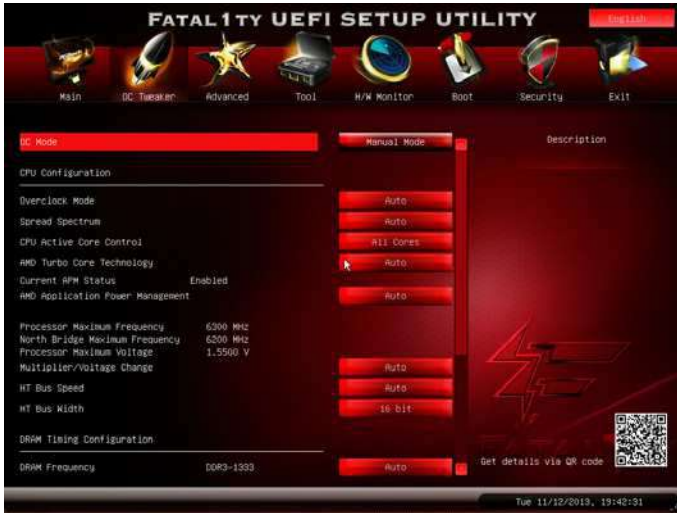 FATAL1TY UEFI SETUP UTILITY
English
Main OC Tweaker Advanced Tool H/W Monitor Boot Security Exit
OC Mode Manual Mode Description
CPU Configuration
Overclock Mode Auto
Spread Spectrum Auto
CPU Active Core Control All Cores
AMD Turbo Core Technology Auto
Current APM Status Enabled
AMD Application Power Management Auto
Processor Maximum Frequency 6300 MHz
North Bridge Maximum Frequency 6200 MHz
Processor Maximum Voltage 1.5500 V
Multiplier/Voltage Change Auto
HT Bus Speed Auto
HT Bus Width 16 bit
DRAM Timing Configuration
DRAM Frequency DDR3-1333 Auto
Get details via QR code
Tue 11/12/2013, 19:42:31